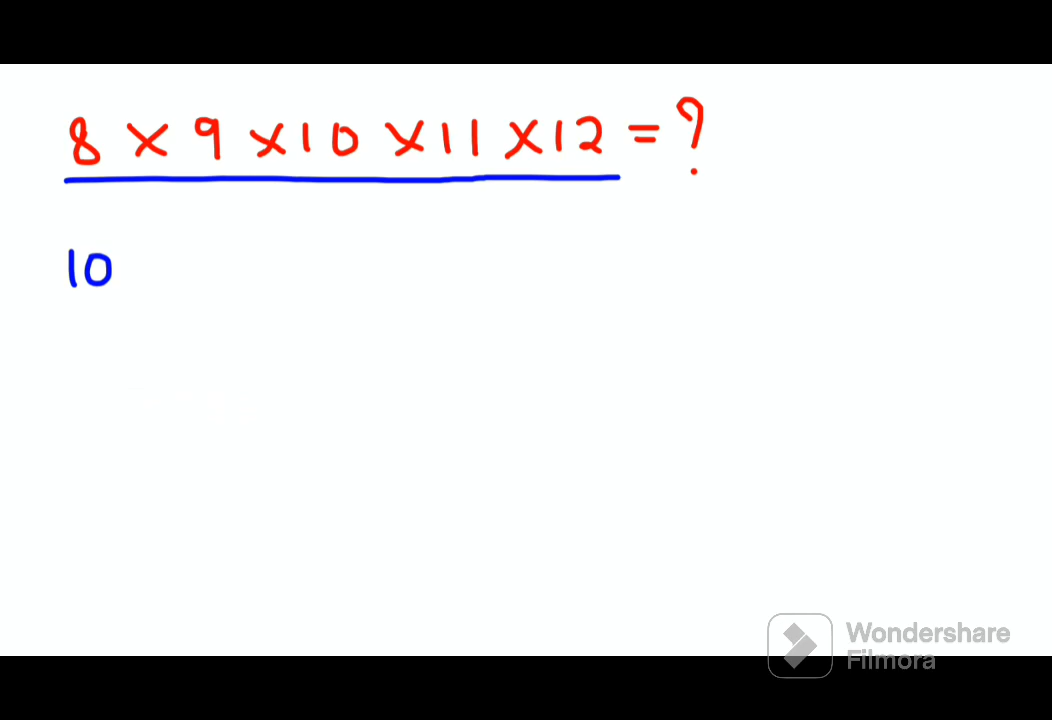 8 × 9 × 10 × 11 × 12 = ?
10
Wondershare
Filmora